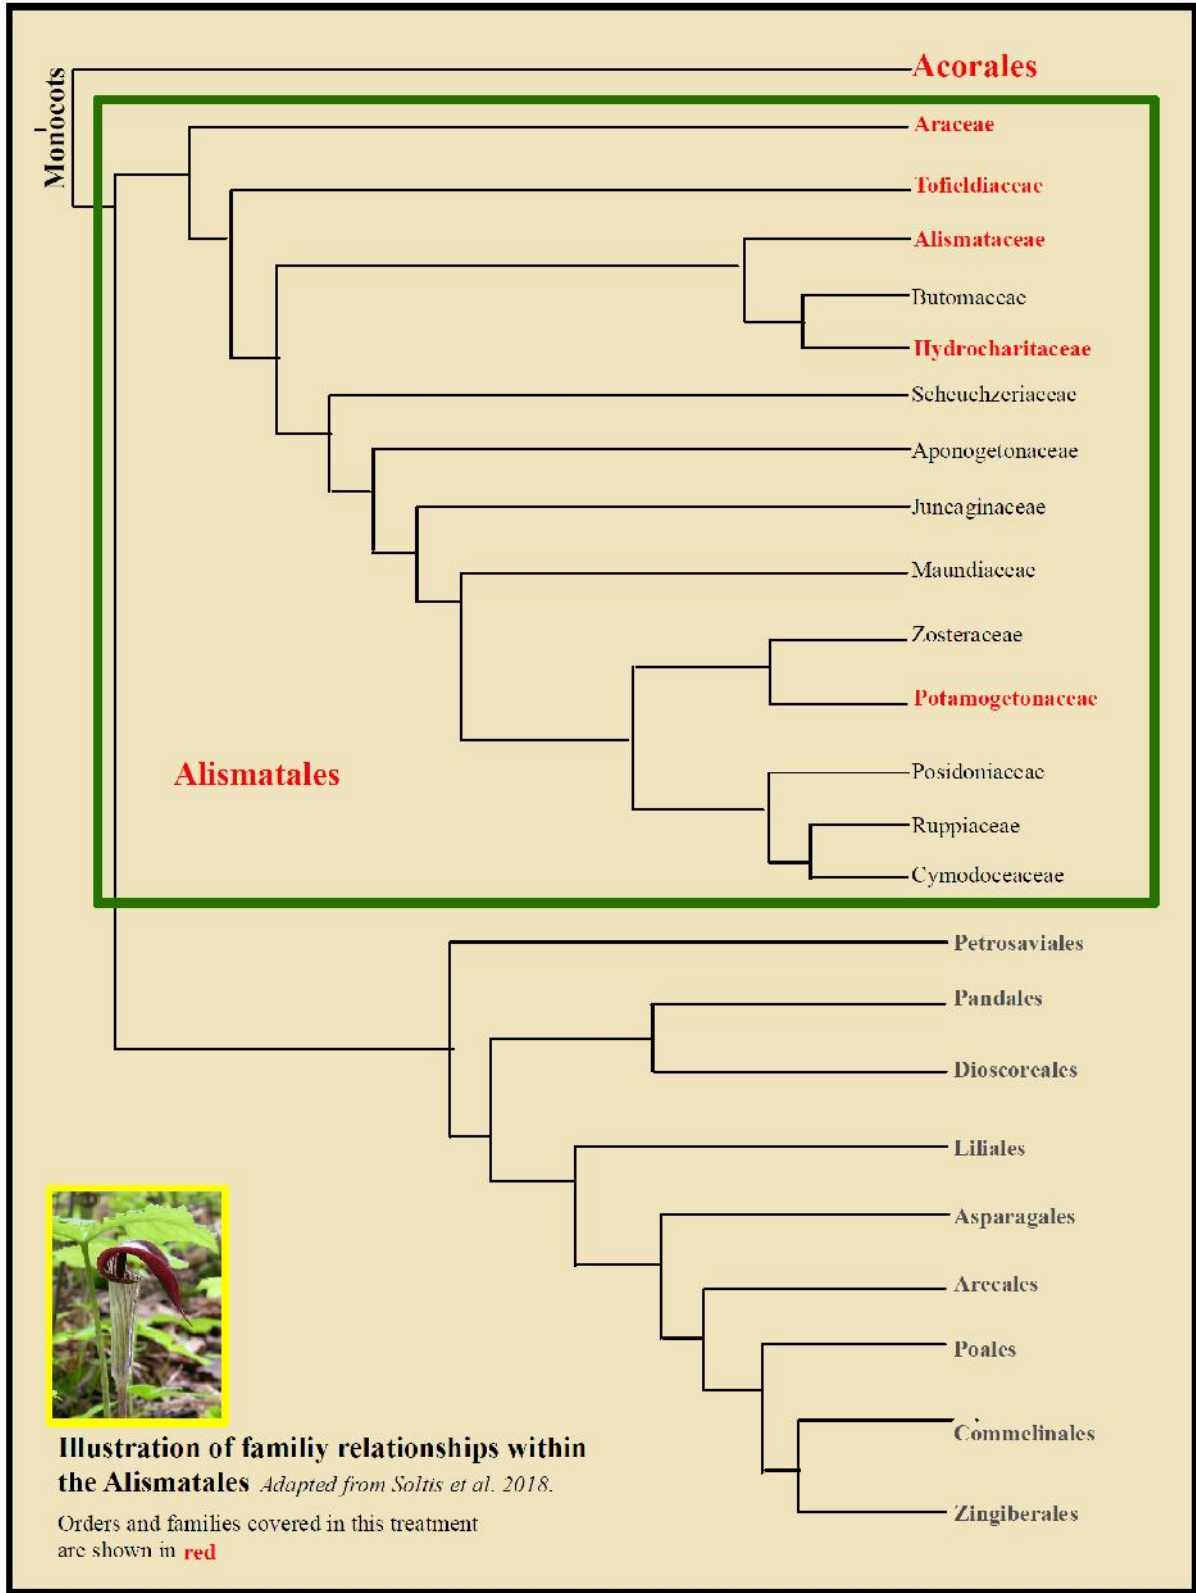 Monocots
Acorales
Araceae
Tofieldiaceae
Alismataceae
Butomaceae
Hydrocharitaceae
Scheuchzeriaceae
Aponogetonaceae
Juncaginaceae
Maundiaceae
Zosteraceae
Potamogetonaceae
Alismatales
Posidoniaceae
Ruppiaceae
Cymodoceaceae
Petrosaviales
Pandales
Dioscoreales
Liliales
Asparagales
Arecales
Poales
Commelinales
Zingiberales
Illustration of familiy relationships within
the Alismatales Adapted from Soltis et al. 2018.
Orders and families covered in this treatment
are shown in red